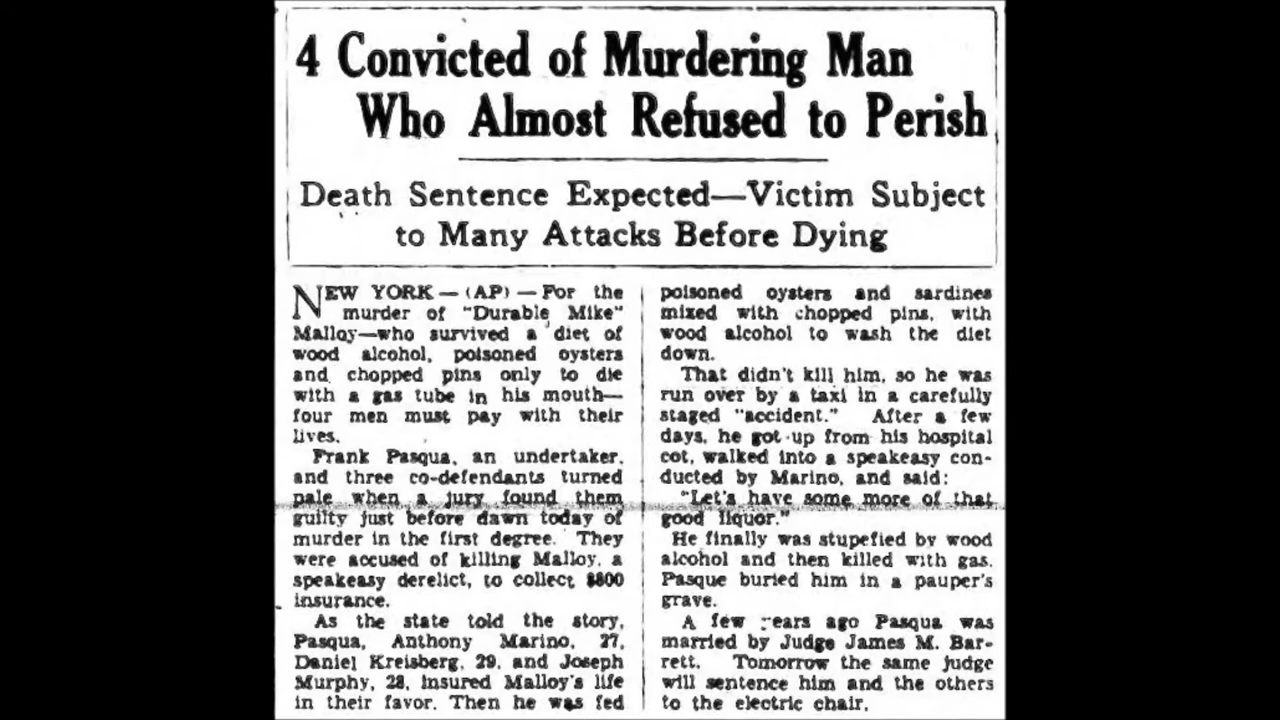 4 Convicted of Murdering Man
Who Almost Refused to Perish
Death Sentence Expected—Victim Subject
to Many Attacks Before Dying
NEW YORK—(AP)—For the
murder of "Durable Mike"
Malloy—who survived a diet of
wood alcohol, poisoned oysters
and chopped pins only to die
with a gas tube in his mouth—
four men must pay with their
lives.
Frank Pasqua, an undertaker,
and three co-defendants turned
pale when a jury found them
guilty just before dawn today of
murder in the first degree. They
were accused of killing Malloy, a
speakeasy derelict, to collect $800
insurance.
As the state told the story,
Pasqua, Anthony Marino, 27,
Daniel Kreisberg, 29, and Joseph
Murphy, 28, insured Malloy's life
in their favor. Then he was fed
poisoned oysters and sardines
mixed with chopped pins, with
wood alcohol to wash the diet
down.
That didn't kill him, so he was
run over by a taxi in a carefully
staged "accident." After a few
days, he got up from his hospital
cot, walked into a speakeasy con-
ducted by Marino, and said:
"Let's have some more of that
good liquor."
He finally was stupefied by wood
alcohol and then killed with gas.
Pasque buried him in a pauper's
grave.
A few years ago Pasqua was
married by Judge James M. Bar-
rett. Tomorrow the same judge
will sentence him and the others
to the electric chair.